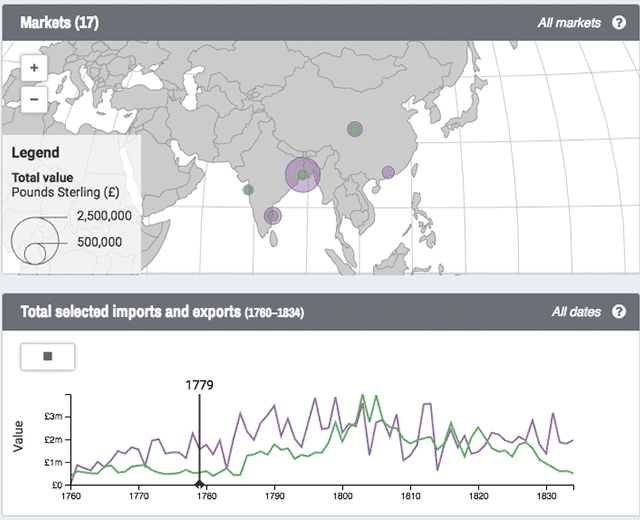 Markets (17) All markets ?
+
−
Legend
Total value
Pounds Sterling (£)
2,500,000
500,000
Total selected imports and exports (1760–1834) All dates ?
1779
Value
£3m
£2m
£1m
£0
1760 1770 1780 1790 1800 1810 1820 1830